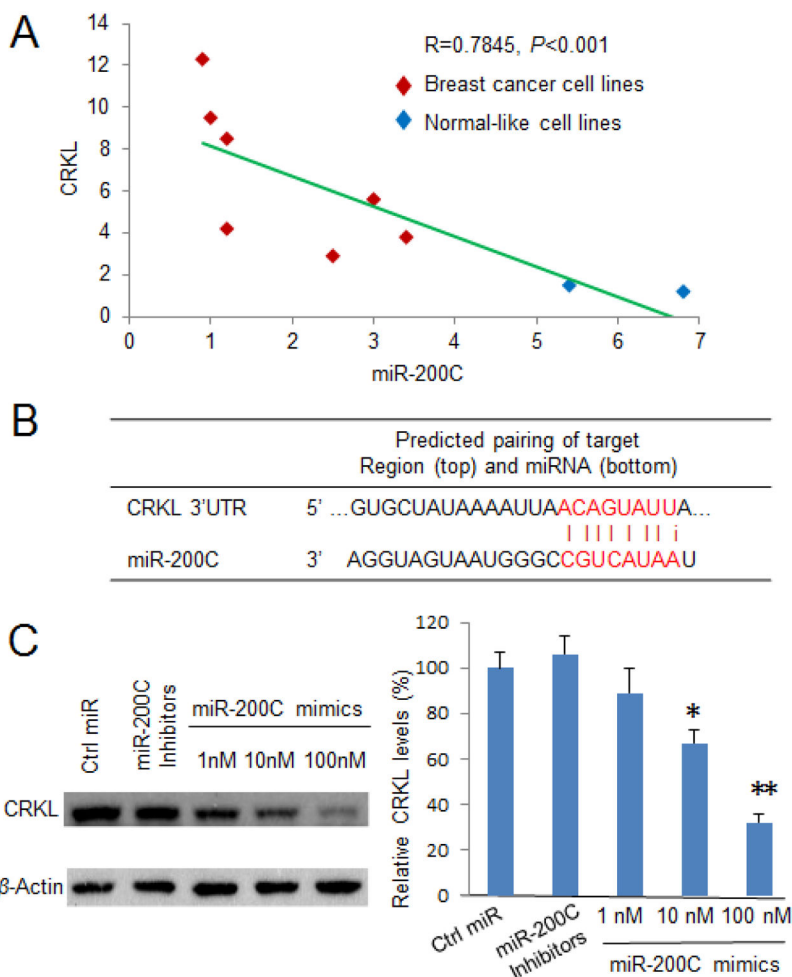 A
14
12
10
8
6
4
2
0
CRKL
0 1 2 3 4 5 6 7
miR-200C
R=0.7845, P<0.001
Breast cancer cell lines
Normal-like cell lines
B
Predicted pairing of target
Region (top) and miRNA (bottom)
CRKL 3'UTR 5' ...GUGCUAUAAAAUUAACAGUAUUA...
miR-200C 3' AGGUAGUAAUGGGCCGUCAUAAU
C
Ctrl miR
miR-200C
Inhibitors
miR-200C mimics
1nM 10nM 100nM
CRKL
β-Actin
Relative CRKL levels (%)
120
100
80
60
40
20
0
*
**
Ctrl miR
miR-200C
Inhibitors
1 nM 10 nM 100 nM
miR-200C mimics